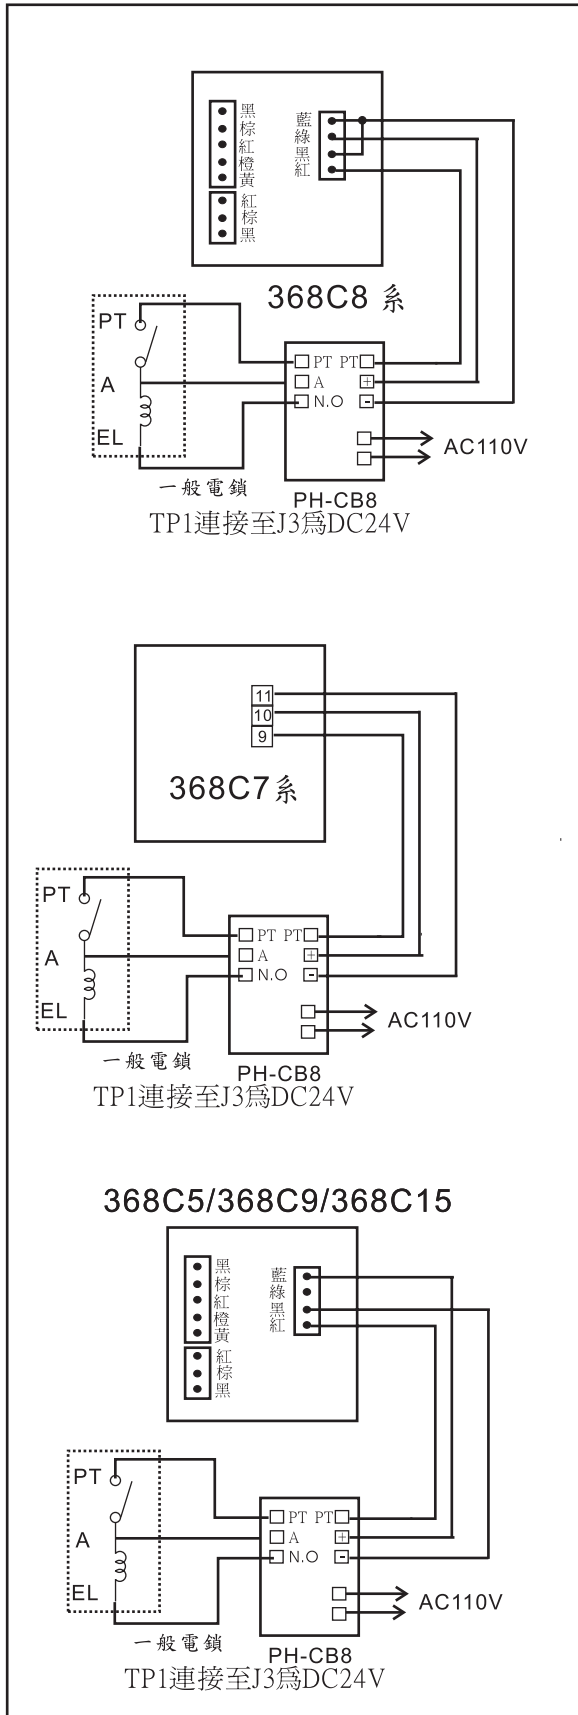 黑
棕
紅
橙
黃
紅
棕
黑
藍
綠
黑
紅
368C8 系
PT
A
EL
PT PT
A +
N.O -
AC110V
一般電鎖
PH-CB8
TP1連接至J3爲DC24V
11
10
9
368C7系
PT
A
EL
PT PT
A +
N.O -
AC110V
一般電鎖
PH-CB8
TP1連接至J3爲DC24V
368C5/368C9/368C15
黑
棕
紅
橙
黃
紅
棕
黑
藍
綠
黑
紅
PT
A
EL
PT PT
A +
N.O -
AC110V
一般電鎖
PH-CB8
TP1連接至J3爲DC24V